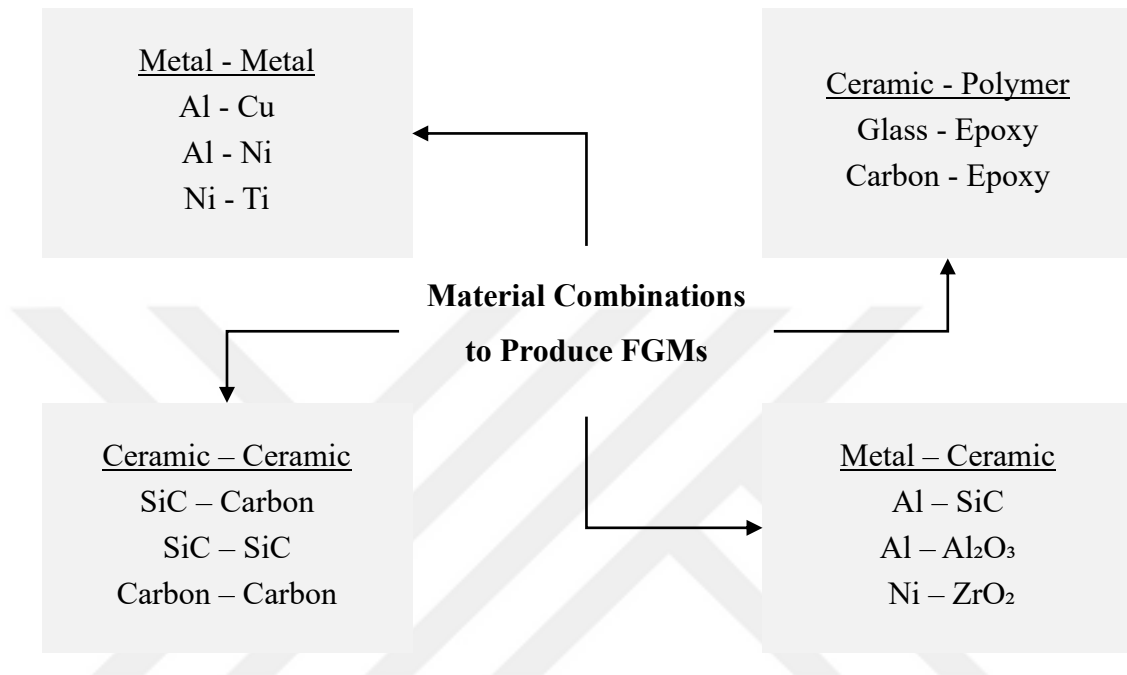 Metal - Metal
Al - Cu
Al - Ni
Ni - Ti
Ceramic - Polymer
Glass - Epoxy
Carbon - Epoxy
Material Combinations
to Produce FGMs
Ceramic – Ceramic
SiC – Carbon
SiC – SiC
Carbon – Carbon
Metal – Ceramic
Al – SiC
Al – Al₂O₃
Ni – ZrO₂